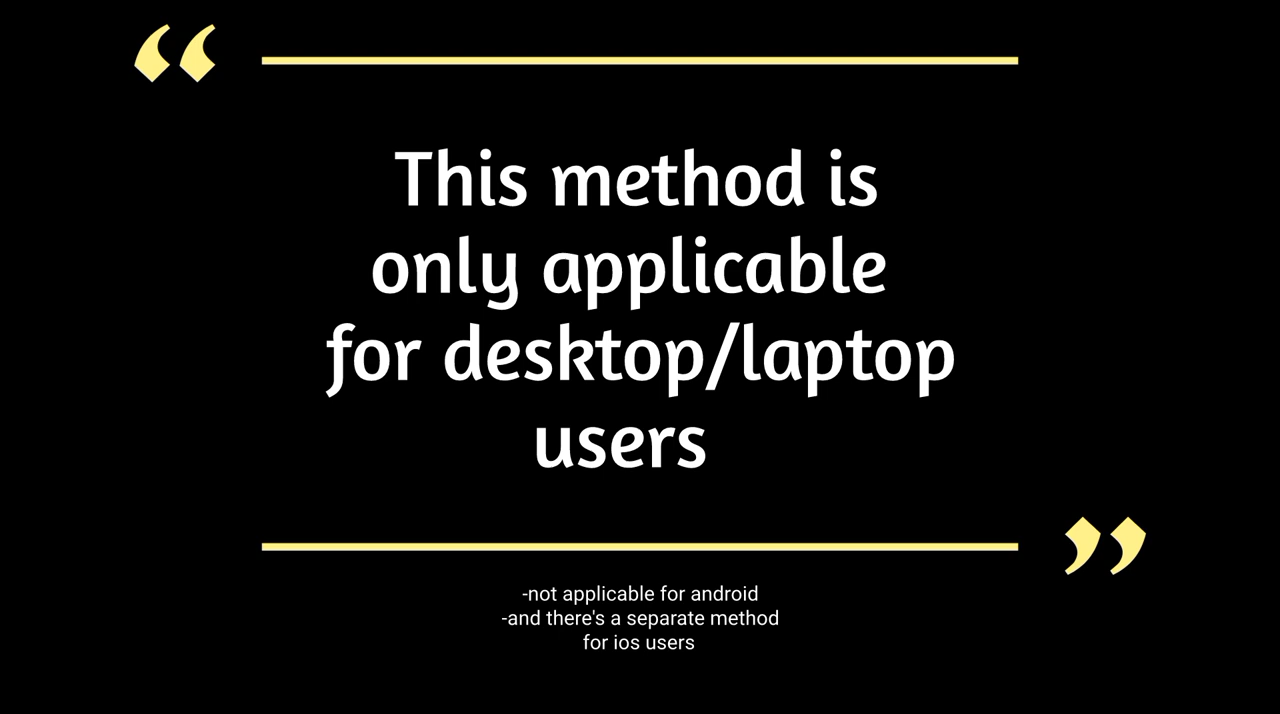 “
This method is
only applicable
for desktop/laptop
users
”
-not applicable for android
-and there's a separate method
for ios users